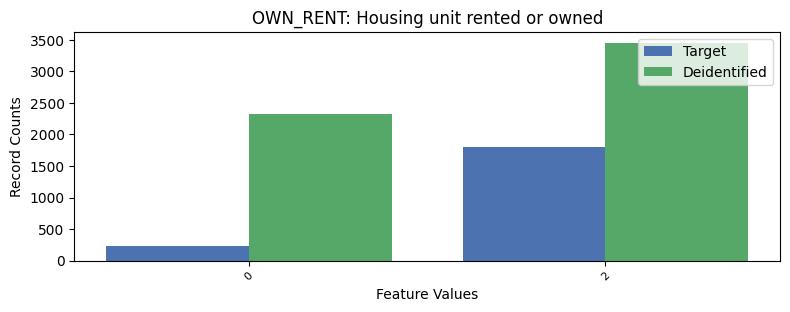 OWN_RENT: Housing unit rented or owned
Target
Deidentified
Record Counts
3500
3000
2500
2000
1500
1000
500
0
0
2
Feature Values